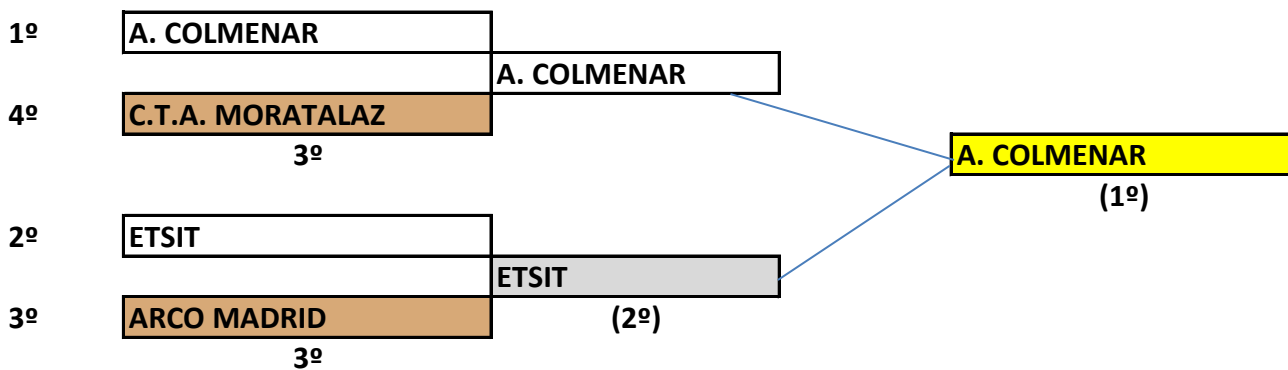 1º A. COLMENAR
A. COLMENAR
4º C.T.A. MORATALAZ
3º
A. COLMENAR
(1º)
2º ETSIT
ETSIT
3º ARCO MADRID
(2º)
3º